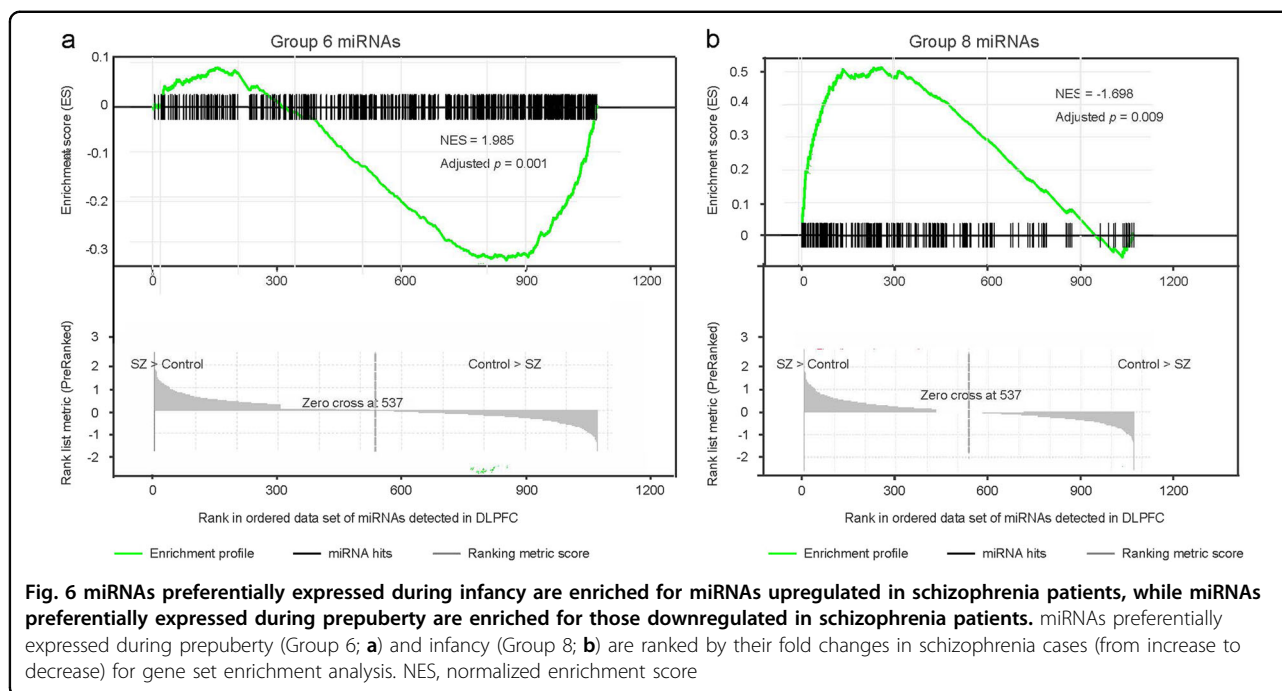 a
Group 6 miRNAs
0.1
0
-0.1
-0.2
-0.3
Enrichment score (ES)
NES = 1.985
Adjusted p = 0.001
0 300 600 900 1200
3
2
1
0
-1
-2
Rank list metric (PreRanked)
SZ > Control
Control > SZ
Zero cross at 537
0 300 600 900 1200
Rank in ordered data set of miRNAs detected in DLPFC
Enrichment profile miRNA hits Ranking metric score
b
Group 8 miRNAs
0.5
0.4
0.3
0.2
0.1
0
Enrichment score (ES)
NES = -1.698
Adjusted p = 0.009
0 300 600 900 1200
3
2
1
0
-1
-2
Rank list metric (PreRanked)
SZ > Control
Control > SZ
Zero cross at 537
0 300 600 900 1200
Rank in ordered data set of miRNAs detected in DLPFC
Enrichment profile miRNA hits Ranking metric score
Fig. 6 miRNAs preferentially expressed during infancy are enriched for miRNAs upregulated in schizophrenia patients, while miRNAs
preferentially expressed during prepuberty are enriched for those downregulated in schizophrenia patients. miRNAs preferentially
expressed during prepuberty (Group 6; a) and infancy (Group 8; b) are ranked by their fold changes in schizophrenia cases (from increase to
decrease) for gene set enrichment analysis. NES, normalized enrichment score